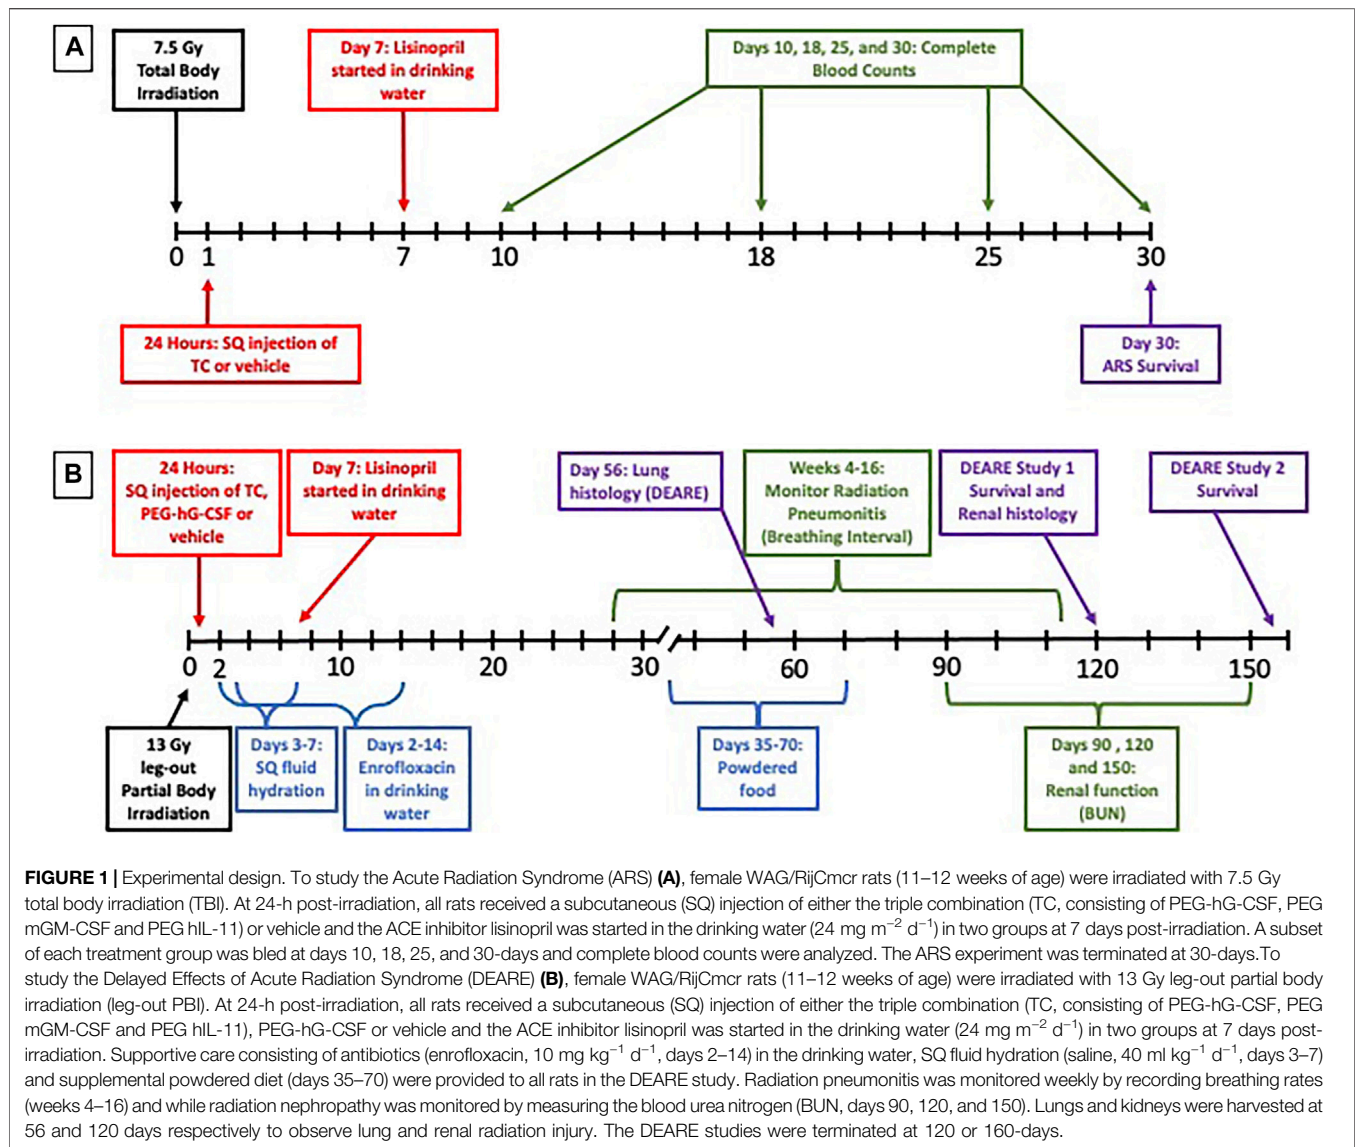 A
7.5 Gy
Total Body
Irradiation
Day 7: Lisinopril
started in drinking
water
Days 10, 18, 25, and 30: Complete
Blood Counts
0 1 7 10 18 25 30
24 Hours: SQ injection of
TC or vehicle
Day 30:
ARS Survival
B
24 Hours:
SQ injection of TC,
PEG-hG-CSF or
vehicle
Day 7: Lisinopril
started in drinking
water
Day 56: Lung
histology (DEARE)
Weeks 4-16:
Monitor Radiation
Pneumonitis
(Breathing Interval)
DEARE Study 1
Survival and
Renal histology
DEARE Study 2
Survival
0 2 10 20 30 60 90 120 150
13 Gy
leg-out
Partial Body
Irradiation
Days 3-7:
SQ fluid
hydration
Days 2-14:
Enrofloxacin
in drinking
water
Days 35-70:
Powdered
food
Days 90 , 120
and 150:
Renal function
(BUN)
FIGURE 1 | Experimental design. To study the Acute Radiation Syndrome (ARS) (A), female WAG/RijCmcr rats (11–12 weeks of age) were irradiated with 7.5 Gy
total body irradiation (TBI). At 24-h post-irradiation, all rats received a subcutaneous (SQ) injection of either the triple combination (TC, consisting of PEG-hG-CSF, PEG
mGM-CSF and PEG hIL-11) or vehicle and the ACE inhibitor lisinopril was started in the drinking water (24 mg m⁻² d⁻¹) in two groups at 7 days post-irradiation. A subset
of each treatment group was bled at days 10, 18, 25, and 30-days and complete blood counts were analyzed. The ARS experiment was terminated at 30-days.To
study the Delayed Effects of Acute Radiation Syndrome (DEARE) (B), female WAG/RijCmcr rats (11–12 weeks of age) were irradiated with 13 Gy leg-out partial body
irradiation (leg-out PBI). At 24-h post-irradiation, all rats received a subcutaneous (SQ) injection of either the triple combination (TC, consisting of PEG-hG-CSF, PEG
mGM-CSF and PEG hIL-11), PEG-hG-CSF or vehicle and the ACE inhibitor lisinopril was started in the drinking water (24 mg m⁻² d⁻¹) in two groups at 7 days post-
irradiation. Supportive care consisting of antibiotics (enrofloxacin, 10 mg kg⁻¹ d⁻¹, days 2–14) in the drinking water, SQ fluid hydration (saline, 40 ml kg⁻¹ d⁻¹, days 3–7)
and supplemental powdered diet (days 35–70) were provided to all rats in the DEARE study. Radiation pneumonitis was monitored weekly by recording breathing rates
(weeks 4–16) and while radiation nephropathy was monitored by measuring the blood urea nitrogen (BUN, days 90, 120, and 150). Lungs and kidneys were harvested at
56 and 120 days respectively to observe lung and renal radiation injury. The DEARE studies were terminated at 120 or 160-days.